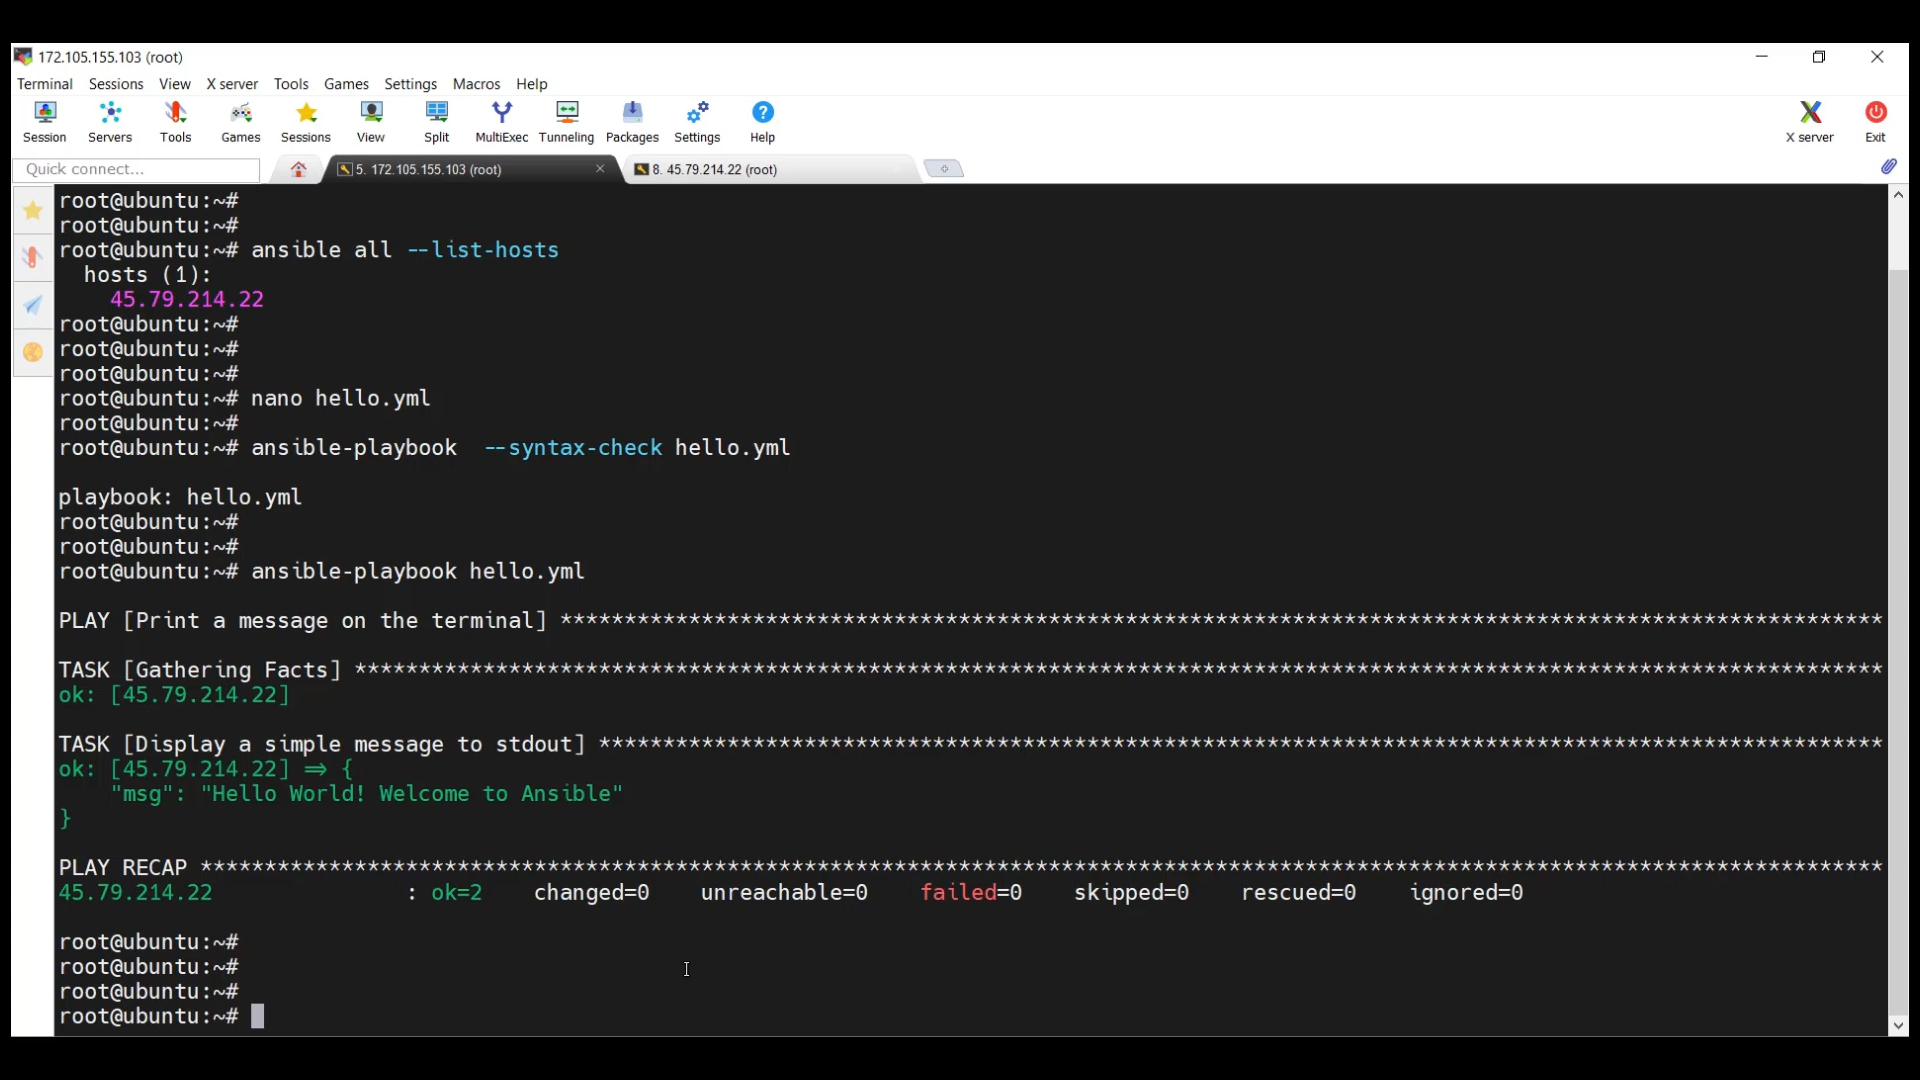 172.105.155.103 (root)
Terminal Sessions View X server Tools Games Settings Macros Help
Session Servers Tools Games Sessions View Split MultiExec Tunneling Packages Settings Help X server Exit
Quick connect... 5. 172.105.155.103 (root) 8. 45.79.214.22 (root)
root@ubuntu:~#
root@ubuntu:~#
root@ubuntu:~# ansible all --list-hosts
  hosts (1):
    45.79.214.22
root@ubuntu:~#
root@ubuntu:~#
root@ubuntu:~#
root@ubuntu:~# nano hello.yml
root@ubuntu:~#
root@ubuntu:~# ansible-playbook  --syntax-check hello.yml
playbook: hello.yml
root@ubuntu:~#
root@ubuntu:~#
root@ubuntu:~# ansible-playbook hello.yml
PLAY [Print a message on the terminal] *******************************************************************************************************
TASK [Gathering Facts] ***********************************************************************************************************************
ok: [45.79.214.22]
TASK [Display a simple message to stdout] ****************************************************************************************************
ok: [45.79.214.22] => {
    "msg": "Hello World! Welcome to Ansible"
}
PLAY RECAP ***********************************************************************************************************************************
45.79.214.22               : ok=2    changed=0    unreachable=0    failed=0    skipped=0    rescued=0    ignored=0
root@ubuntu:~#
root@ubuntu:~#
root@ubuntu:~#
root@ubuntu:~#